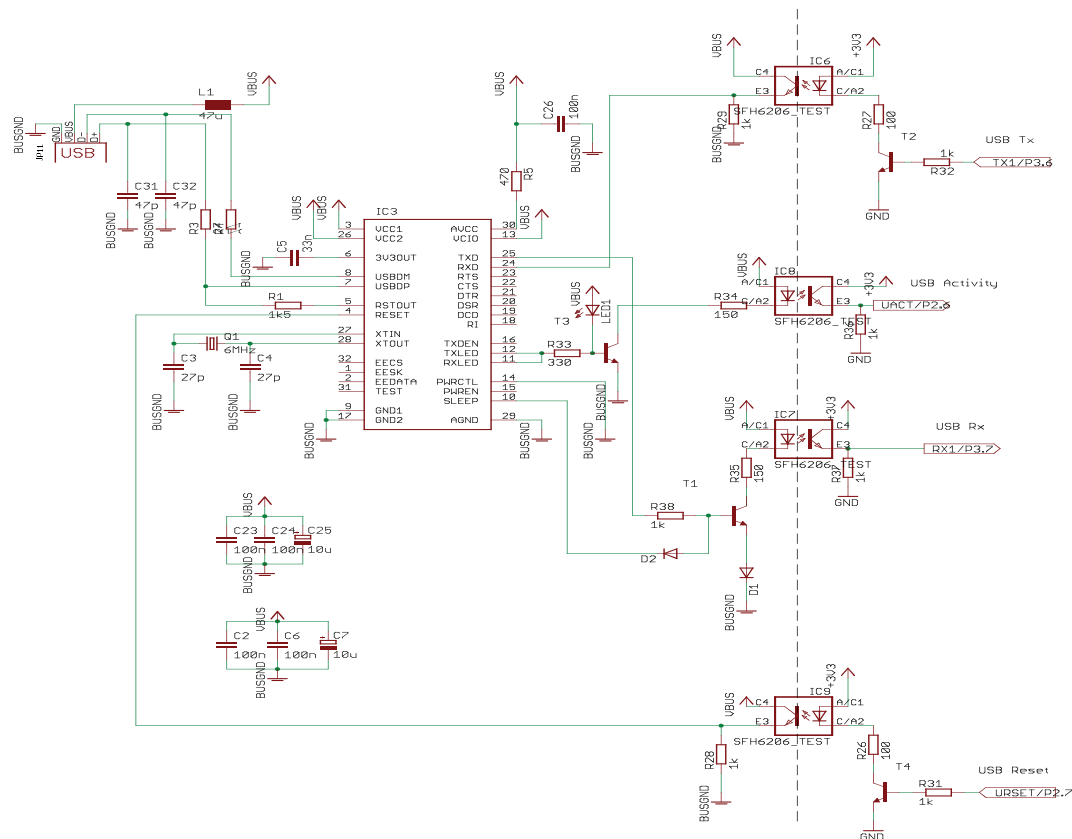 VBUS
IC6
+3V3
C4
A/C1
E3
C/A2
SFH6206_TEST
R29
1k
BUSGND
R27
100
T2
USB Tx
1k
R32
TX1/P3.6
GND
L1
47u
VBUS
BUSGND
GND
VBUS
D-
D+
JP11
USB
C31
47p
C32
47p
BUSGND
BUSGND
R3
BUSGND
VBUS
C26
100n
BUSGND
470
R5
VBUS
VBUS
VBUS
IC3
3
VCC1
26
VCC2
6
3V3OUT
8
USBDM
7
USBDP
5
RSTOUT
4
RESET
27
XTIN
28
XTOUT
32
EECS
1
EESK
2
EEDATA
31
TEST
9
GND1
17
GND2
AVCC
30
VCIO
13
TXD
25
RXD
24
RTS
23
CTS
22
DTR
21
DSR
20
DCD
19
RI
18
TXDEN
16
TXLED
12
RXLED
11
PWRCTL
14
PWREN
15
SLEEP
10
AGND
29
C5
33n
R1
1k5
Q1
6MHz
C3
27p
C4
27p
BUSGND
BUSGND
BUSGND
BUSGND
VBUS
LED1
T3
R33
330
BUSGND
BUSGND
R34
150
VBUS
IC8
+3V3
A/C1
C4
C/A2
E3
SFH6206_TEST
USB Activity
UACT/P2.6
R36
1k
GND
VBUS
IC7
+3V3
A/C1
C4
C/A2
E3
SFH6206_TEST
USB Rx
RX1/P3.7
R35
150
R37
1k
GND
T1
R38
1k
D2
D1
BUSGND
VBUS
C23
100n
C24
100n
C25
10u
BUSGND
VBUS
C2
100n
C6
100n
C7
10u
BUSGND
VBUS
IC9
+3V3
C4
A/C1
E3
C/A2
SFH6206_TEST
R28
1k
BUSGND
R26
100
T4
USB Reset
R31
1k
URSET/P2.7
GND